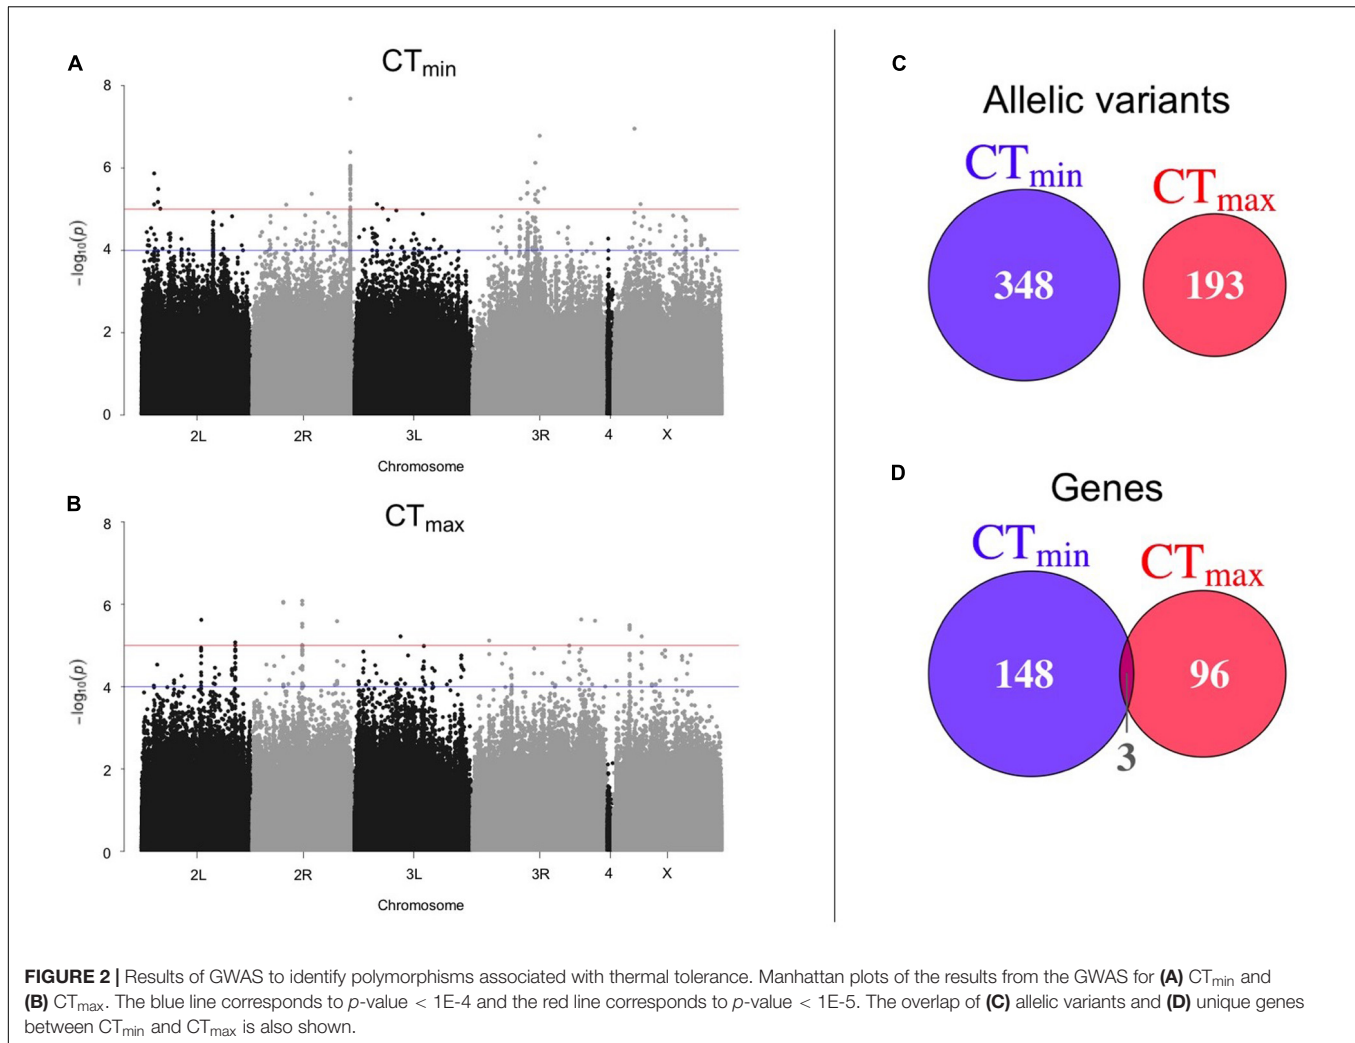 A
CTmin
8
6
4
2
0
-log10(p)
2L 2R 3L 3R 4 X
Chromosome
B
CTmax
8
6
4
2
0
-log10(p)
2L 2R 3L 3R 4 X
Chromosome
C
Allelic variants
CTmin
CTmax
348
193
D
Genes
CTmin
CTmax
148
96
3
FIGURE 2 | Results of GWAS to identify polymorphisms associated with thermal tolerance. Manhattan plots of the results from the GWAS for (A) CTmin and
(B) CTmax. The blue line corresponds to p-value < 1E-4 and the red line corresponds to p-value < 1E-5. The overlap of (C) allelic variants and (D) unique genes
between CTmin and CTmax is also shown.